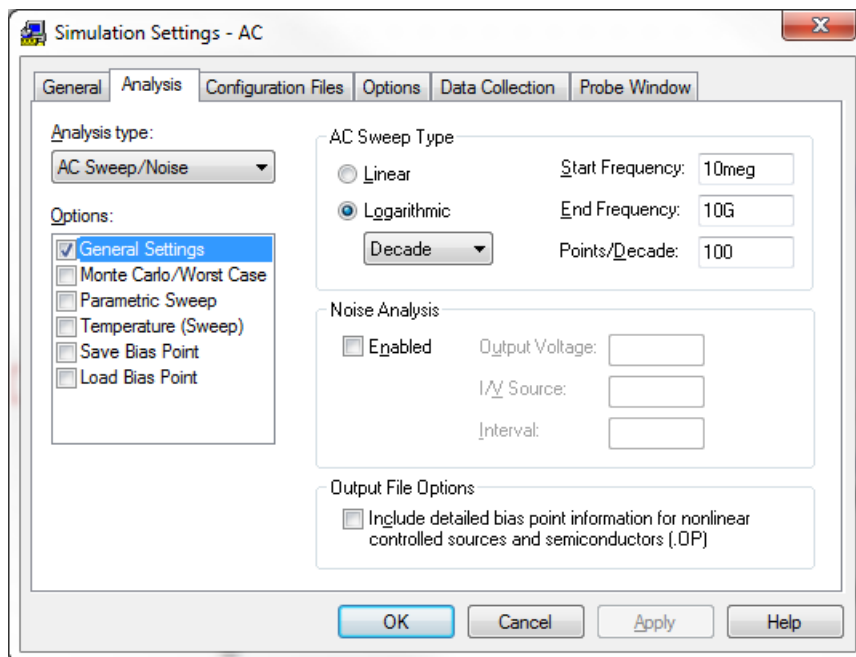 Simulation Settings - AC
General Analysis Configuration Files Options Data Collection Probe Window
Analysis type:
AC Sweep/Noise
Options:
General Settings
Monte Carlo/Worst Case
Parametric Sweep
Temperature (Sweep)
Save Bias Point
Load Bias Point
AC Sweep Type
Linear
Logarithmic
Decade
Start Frequency: 10meg
End Frequency: 10G
Points/Decade: 100
Noise Analysis
Enabled
Output Voltage:
I/V Source:
Interval:
Output File Options
Include detailed bias point information for nonlinear
controlled sources and semiconductors (.OP)
OK Cancel Apply Help